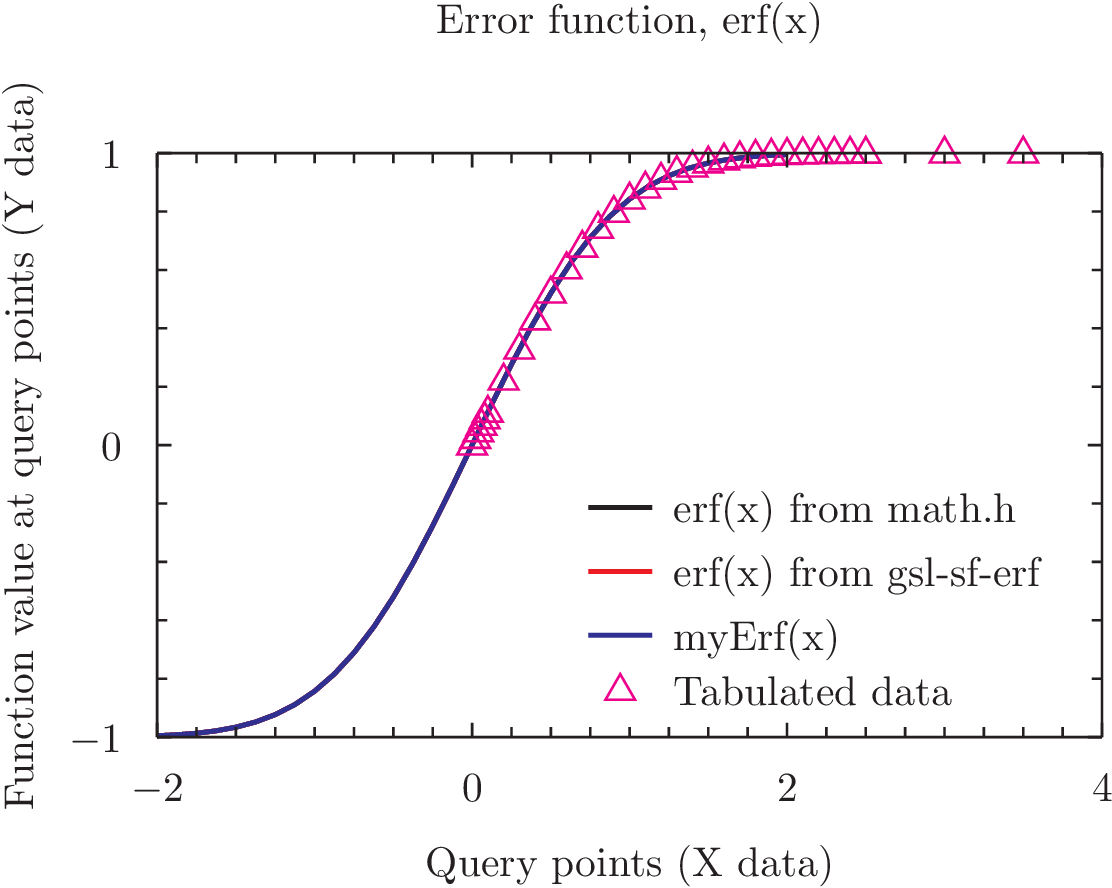 Error function, erf(x)
Function value at query points (Y data)
1
0
−1
erf(x) from math.h
erf(x) from gsl-sf-erf
myErf(x)
Tabulated data
−2 0 2 4
Query points (X data)